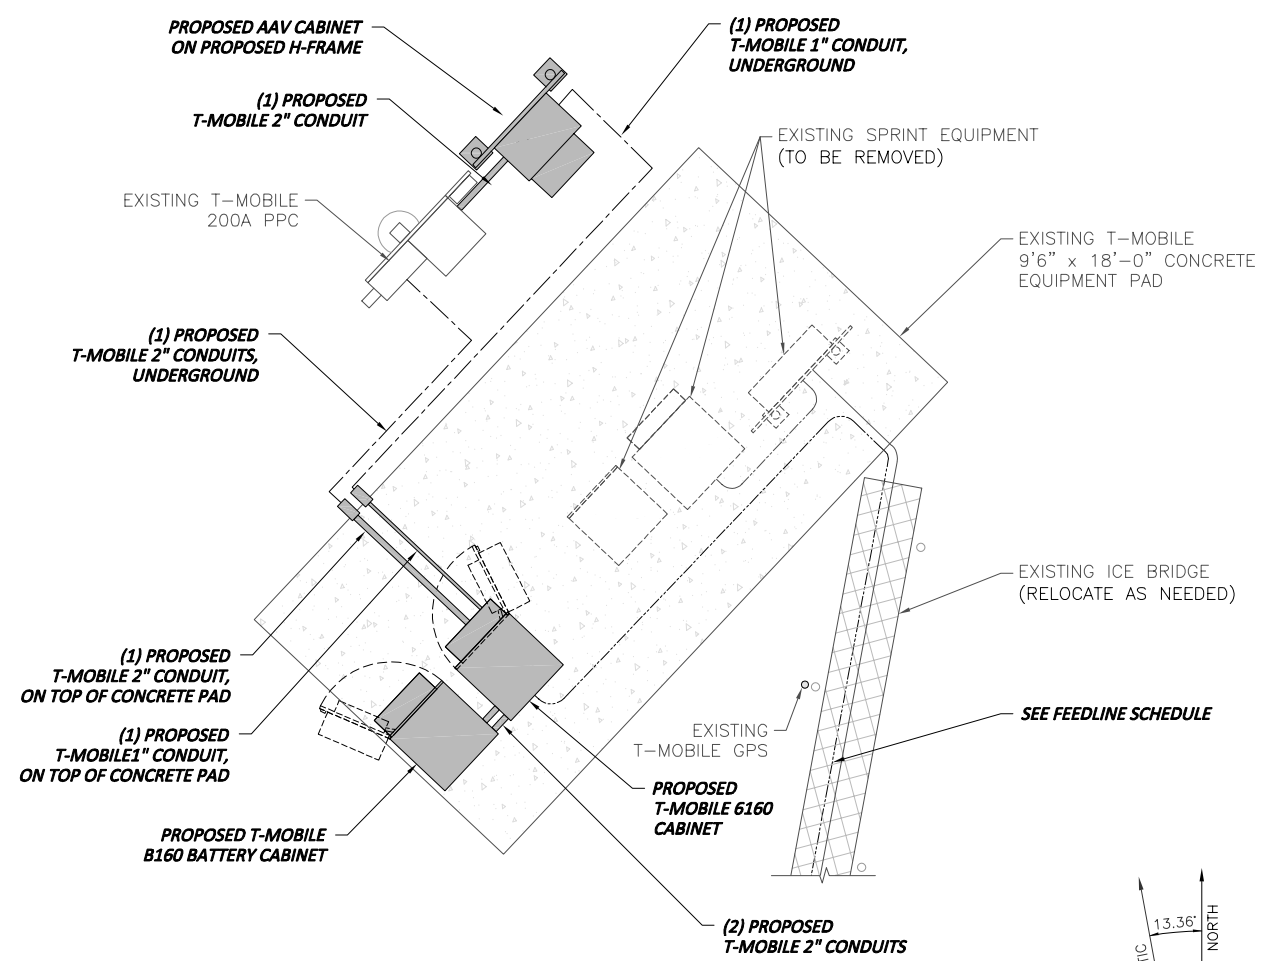 PROPOSED AAV CABINET
ON PROPOSED H-FRAME
(1) PROPOSED
T-MOBILE 1" CONDUIT,
UNDERGROUND
(1) PROPOSED
T-MOBILE 2" CONDUIT
EXISTING SPRINT EQUIPMENT
(TO BE REMOVED)
EXISTING T-MOBILE
200A PPC
EXISTING T-MOBILE
9'6" x 18'-0" CONCRETE
EQUIPMENT PAD
(1) PROPOSED
T-MOBILE 2" CONDUITS,
UNDERGROUND
EXISTING ICE BRIDGE
(RELOCATE AS NEEDED)
(1) PROPOSED
T-MOBILE 2" CONDUIT,
ON TOP OF CONCRETE PAD
SEE FEEDLINE SCHEDULE
EXISTING
T-MOBILE GPS
(1) PROPOSED
T-MOBILE1" CONDUIT,
ON TOP OF CONCRETE PAD
PROPOSED
T-MOBILE 6160
CABINET
PROPOSED T-MOBILE
B160 BATTERY CABINET
(2) PROPOSED
T-MOBILE 2" CONDUITS
13.36°
NORTH